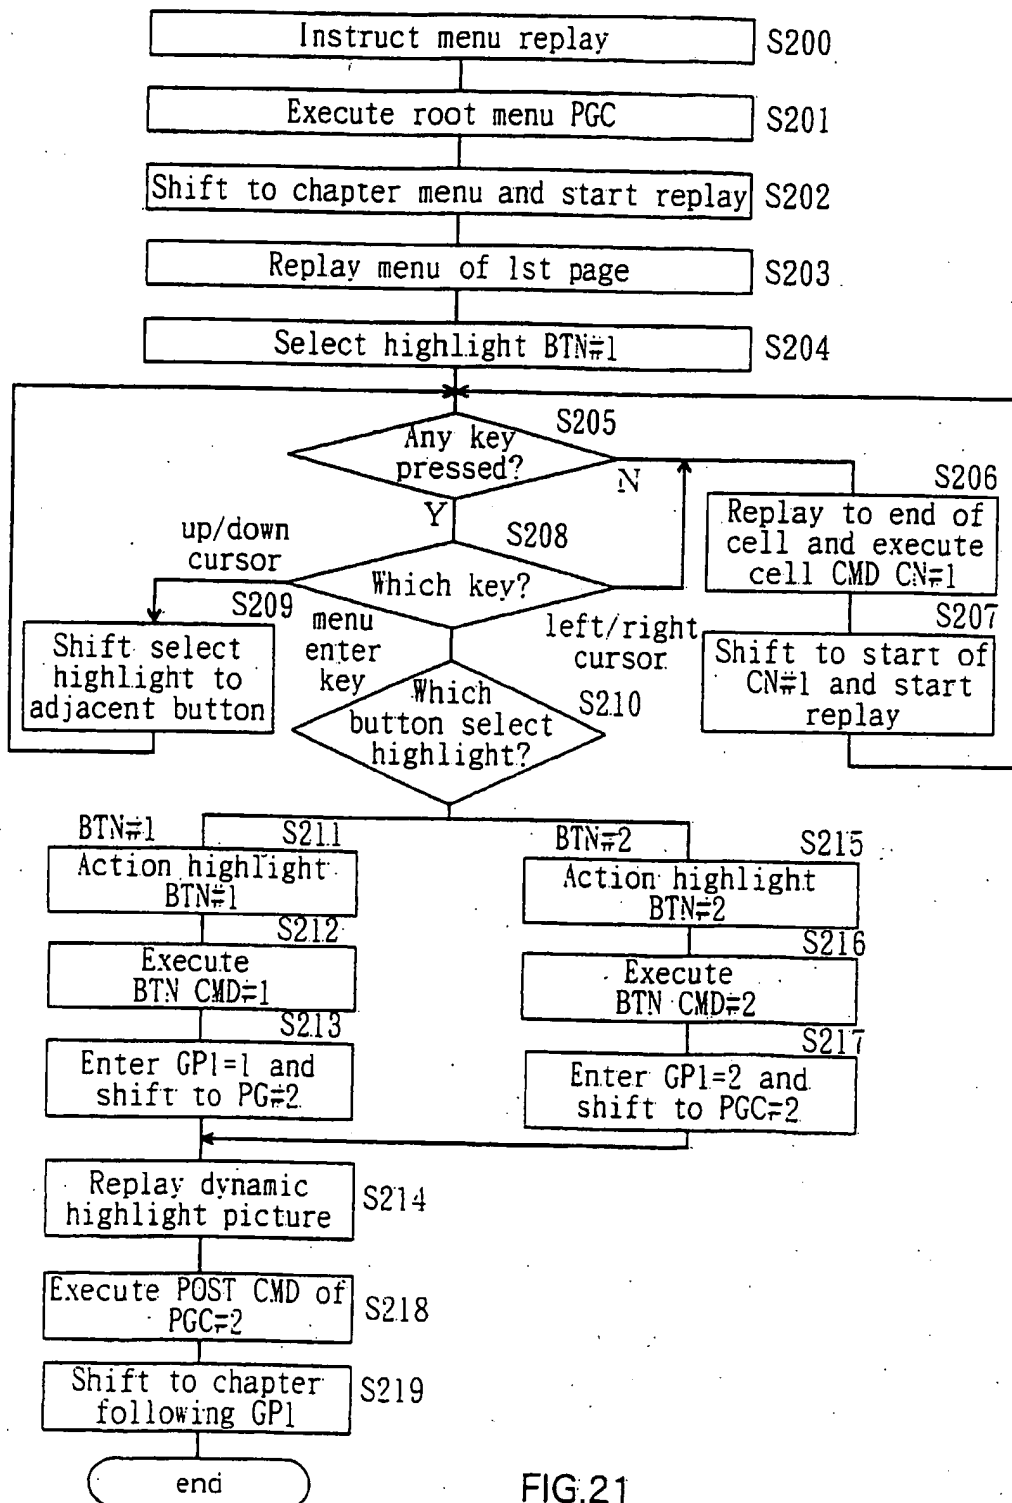 Instruct menu replay
S200
Execute root menu PGC
S201
Shift to chapter menu and start replay
S202
Replay menu of 1st page
S203
Select highlight BTN#1
S204
S205
Any key
pressed?
N
Y
S206
Replay to end of
cell and execute
cell CMD CN#1
S207
Shift to start of
CN#1 and start
replay
up/down
cursor
S208
Which key?
S209
Shift select
highlight to
adjacent button
menu
enter
key
left/right
cursor
S210
Which
button select
highlight?
BTN#1
S211
Action highlight
BTN#1
S212
Execute
BTN CMD#1
S213
Enter GP1=1 and
shift to PG#2
BTN#2
S215
Action highlight
BTN#2
S216
Execute
BTN CMD#2
S217
Enter GP1=2 and
shift to PGC#2
Replay dynamic
highlight picture
S214
Execute POST CMD of
PGC#2
S218
Shift to chapter
following GP1
S219
end
FIG.21